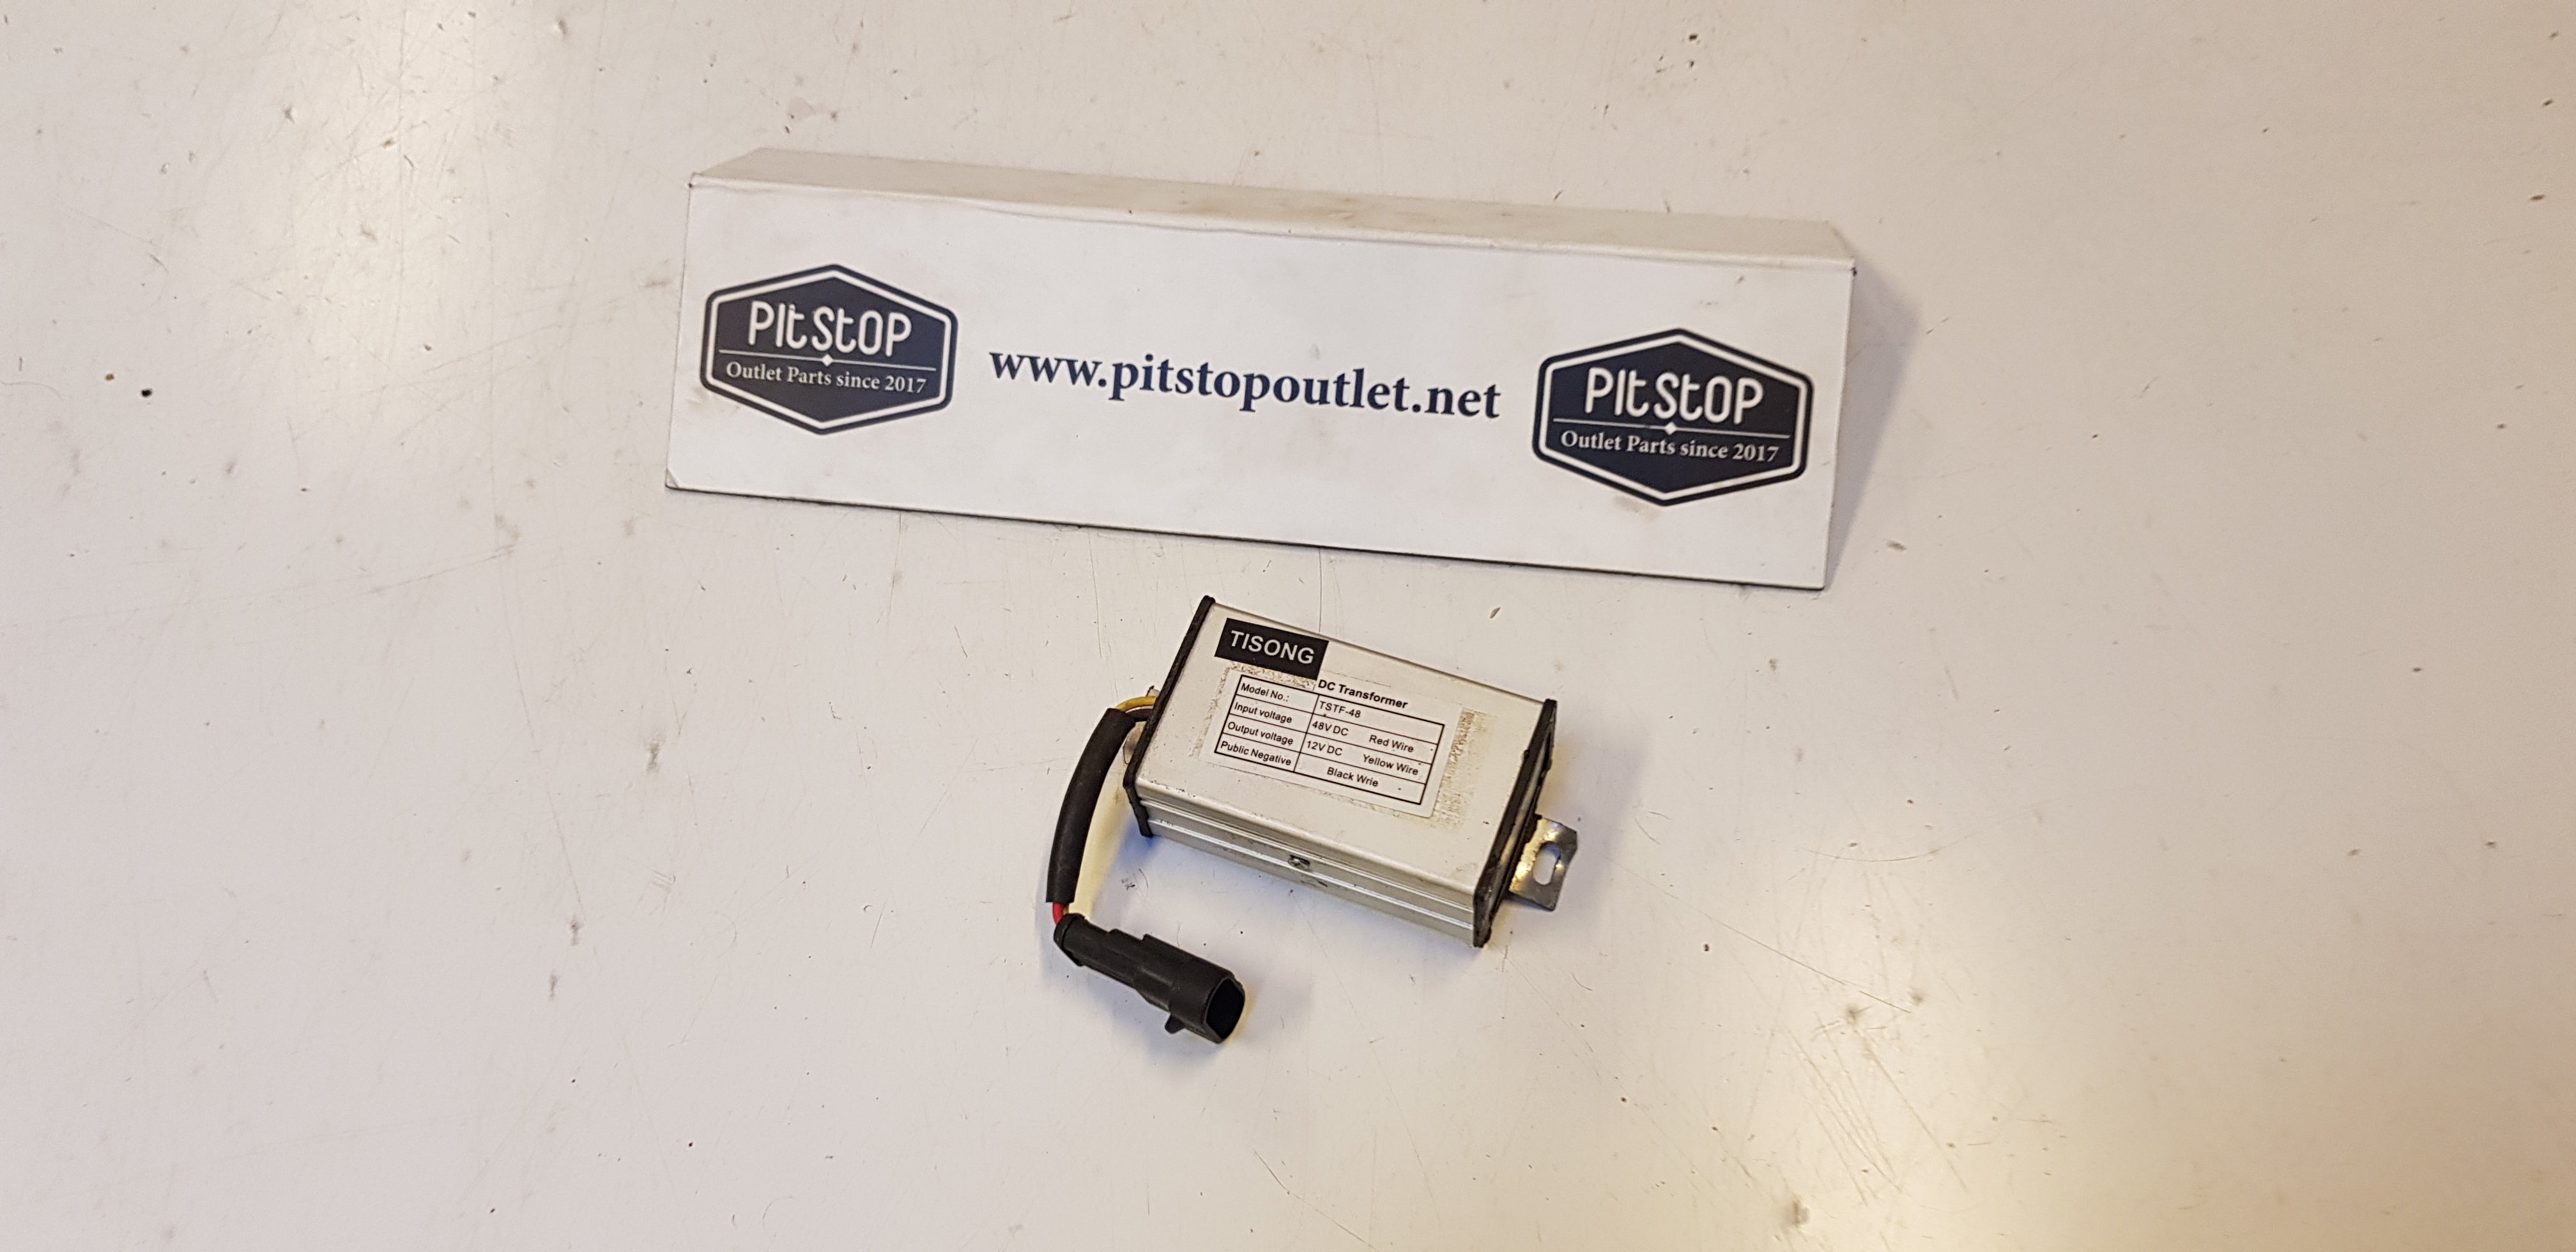 PITSTOP
Outlet Parts since 2017
www.pitstopoutlet.net
PITSTOP
Outlet Parts since 2017
TISONG
DC Transformer
Model No.: TSTF-48
Input voltage 48V DC Red Wire
Output voltage 12V DC Yellow Wire
Public Negative Black Wrie